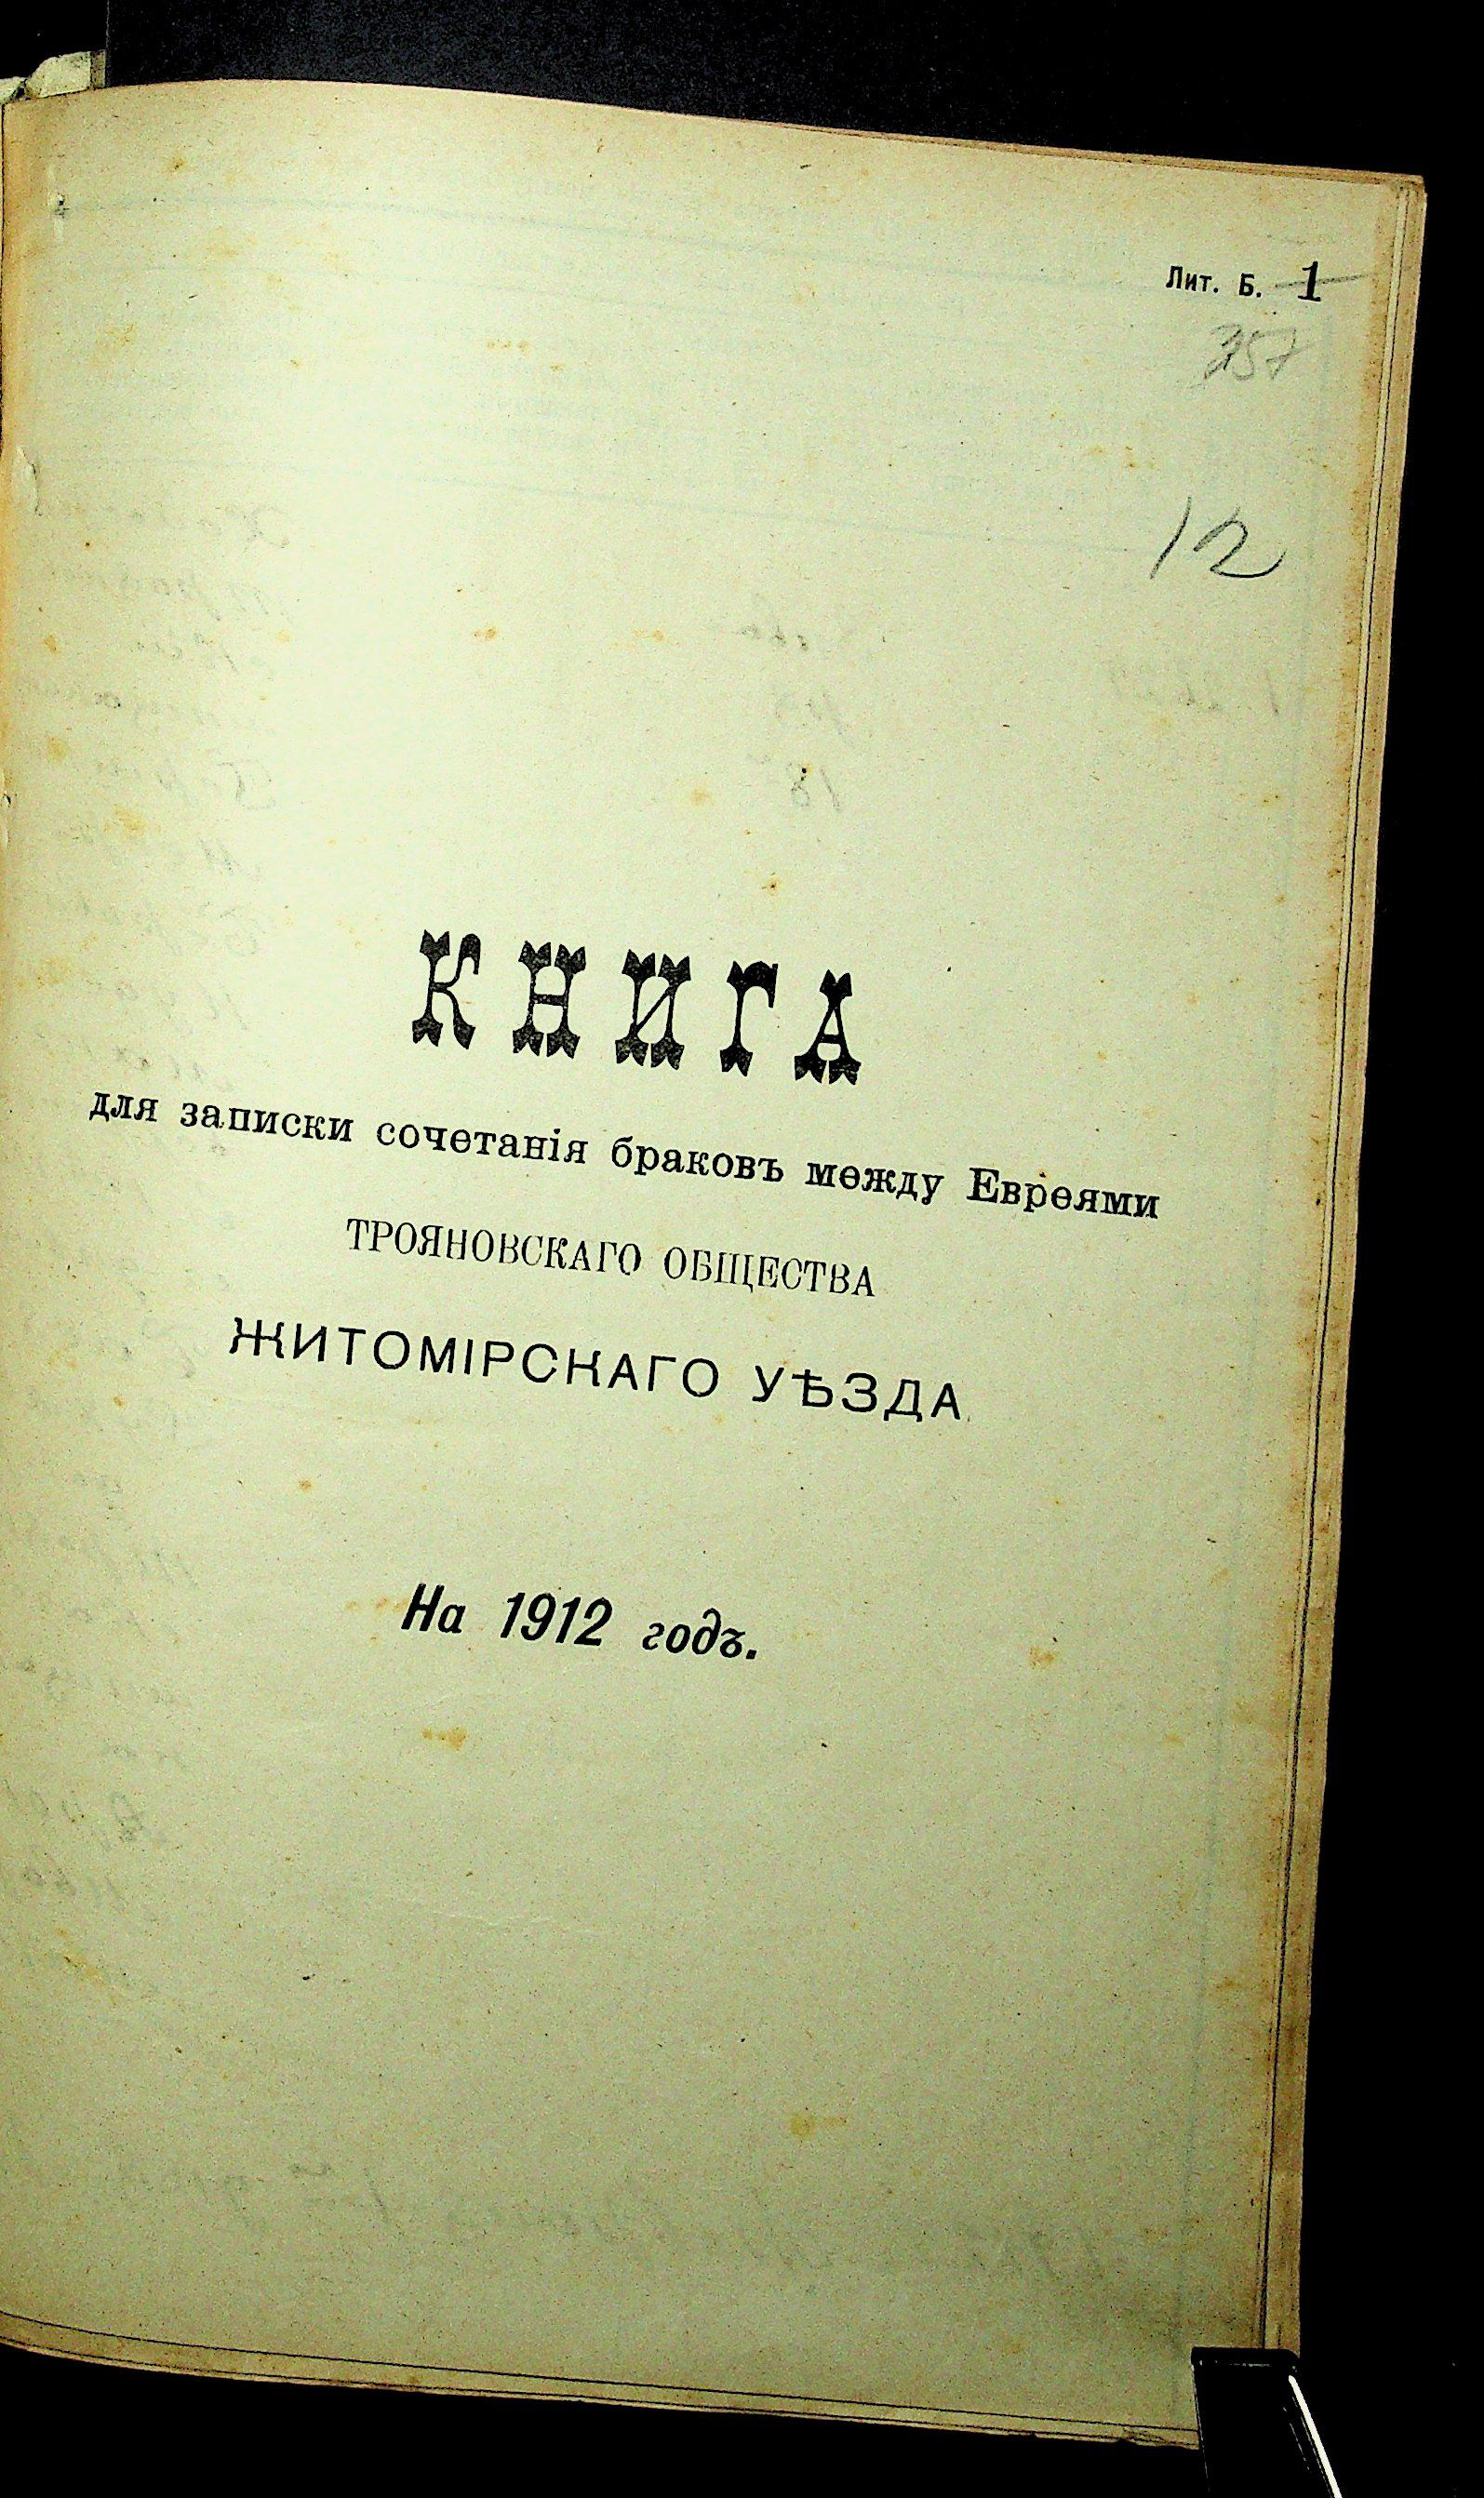 Лит. Б. 1
357
12
КНИГА
для записки сочетанія браковъ между Евреями
ТРОЯНОВСКАГО ОБЩЕСТВА
ЖИТОМІРСКАГО УѢЗДА
На 1912 годъ.